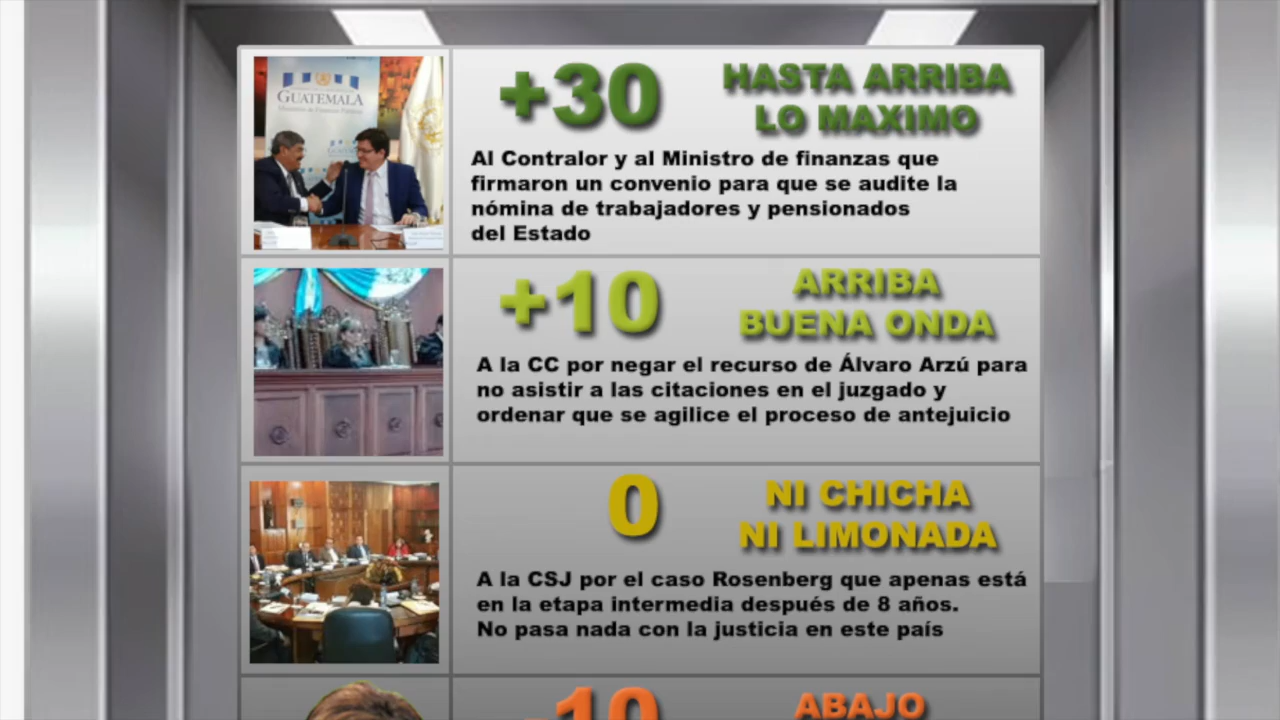 GUATEMALA
+30
HASTA ARRIBA
LO MAXIMO
Al Contralor y al Ministro de finanzas que
firmaron un convenio para que se audite la
nómina de trabajadores y pensionados
del Estado
+10
ARRIBA
BUENA ONDA
A la CC por negar el recurso de Álvaro Arzú para
no asistir a las citaciones en el juzgado y
ordenar que se agilice el proceso de antejuicio
0
NI CHICHA
NI LIMONADA
A la CSJ por el caso Rosenberg que apenas está
en la etapa intermedia después de 8 años.
No pasa nada con la justicia en este país
-10
ABAJO